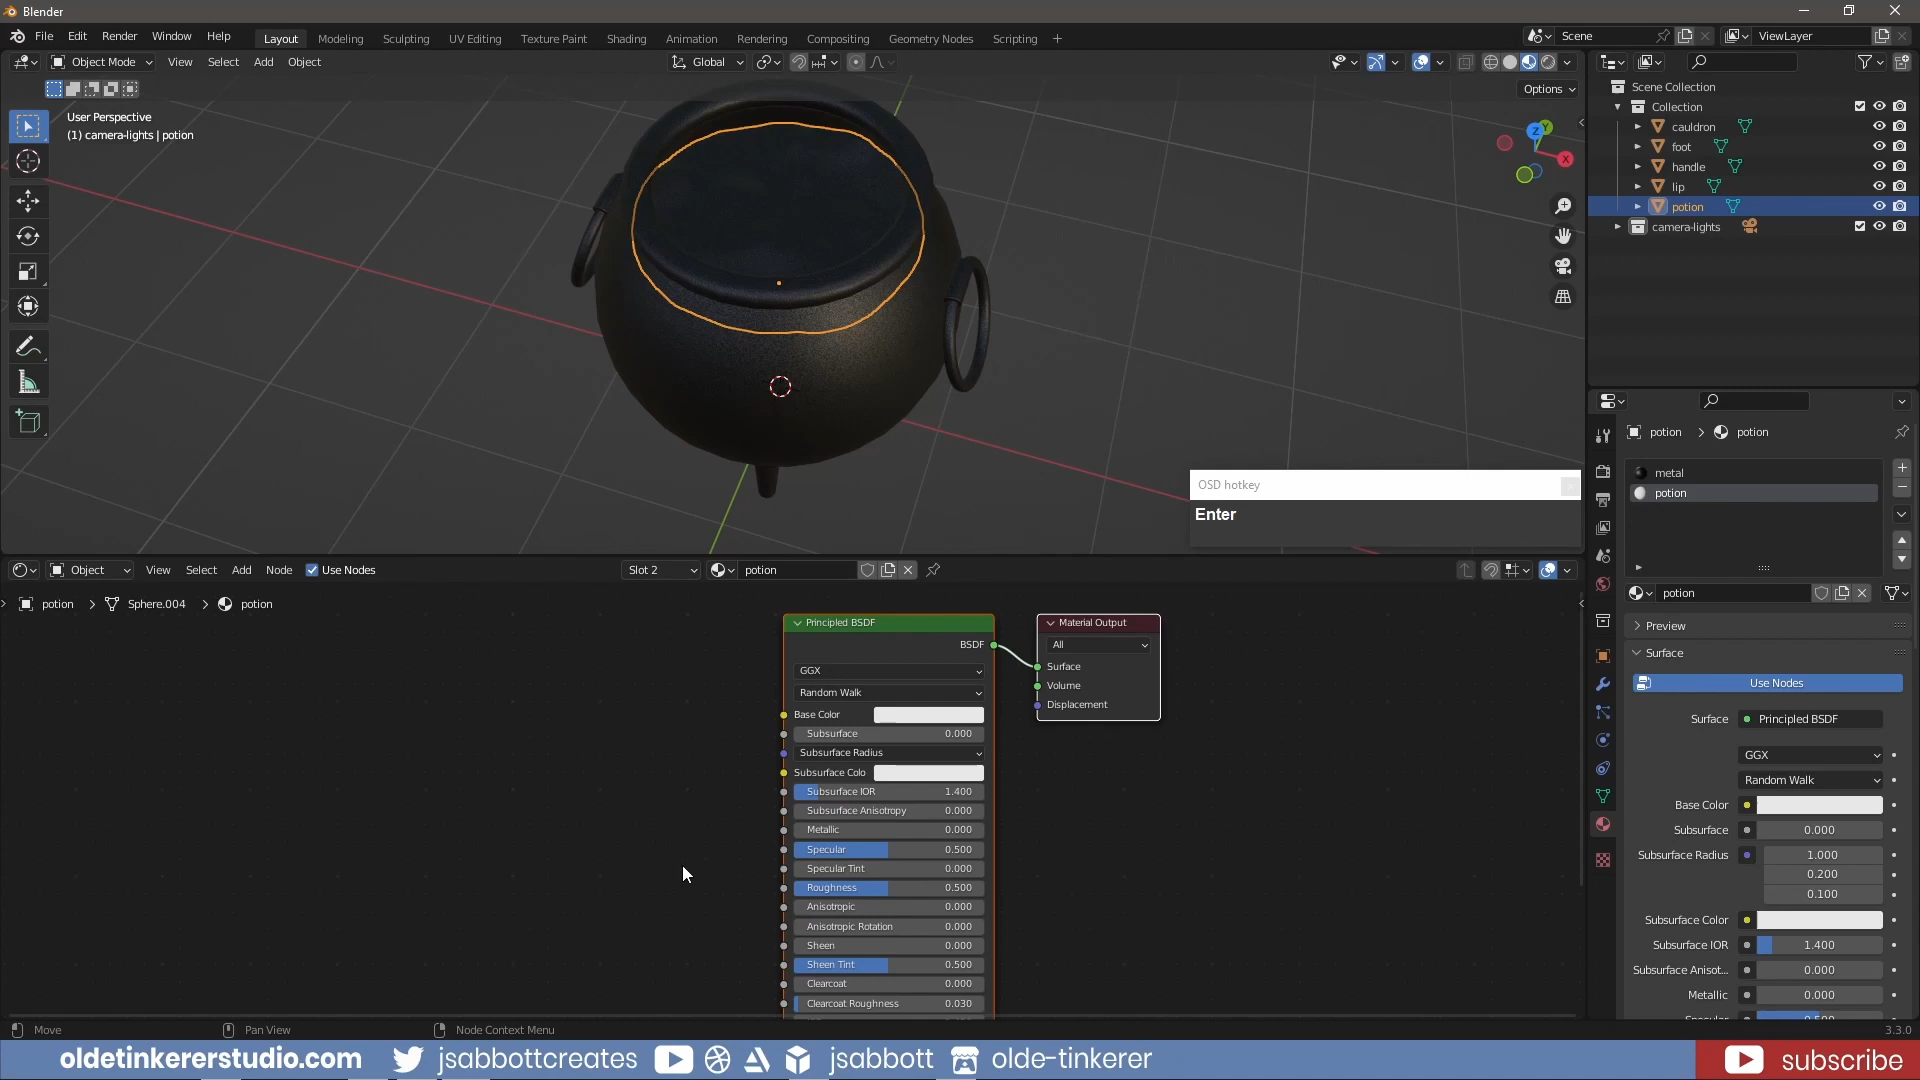 Blender
File Edit Render Window Help Layout Modeling Sculpting UV Editing Texture Paint Shading Animation Rendering Compositing Geometry Nodes Scripting + Scene ViewLayer
Object Mode View Select Add Object Global
Options
User Perspective
(1) camera-lights | potion
Z Y X
Scene Collection
Collection
cauldron
foot
handle
lip
potion
camera-lights
OSD hotkey
Enter
potion > potion
metal
potion
potion
Preview
Surface
Use Nodes
Surface Principled BSDF
GGX
Random Walk
Base Color
Subsurface 0.000
Subsurface Radius 1.000
0.200
0.100
Subsurface Color
Subsurface IOR 1.400
Subsurface Anisot... 0.000
Metallic 0.000
Object View Select Add Node Use Nodes Slot 2 potion
potion > Sphere.004 > potion
Principled BSDF
BSDF
GGX
Random Walk
Base Color
Subsurface 0.000
Subsurface Radius
Subsurface Colo
Subsurface IOR 1.400
Subsurface Anisotropy 0.000
Metallic 0.000
Specular 0.500
Specular Tint 0.000
Roughness 0.500
Anisotropic 0.000
Anisotropic Rotation 0.000
Sheen 0.000
Sheen Tint 0.500
Clearcoat 0.000
Clearcoat Roughness 0.030
Material Output
All
Surface
Volume
Displacement
Move Pan View Node Context Menu 3.3.0
oldetinkererstudio.com jsabbottcreates jsabbott olde-tinkerer subscribe